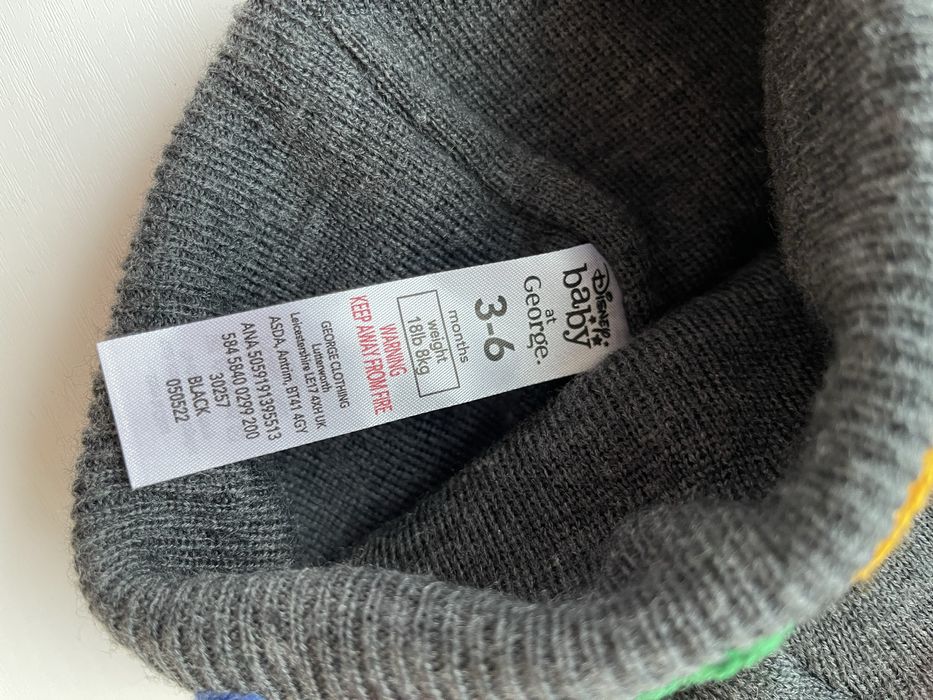 Disney
baby
at
George.
3-6
months
weight
18lb 8kg
WARNING
KEEP AWAY FROM FIRE
GEORGE CLOTHING
Lutterworth
Leicestershire LE17 4XH UK
ASDA, Antrim, BT41 4GY
ANA 5059191395513
584 5840 0299 200
30257
BLACK
050522